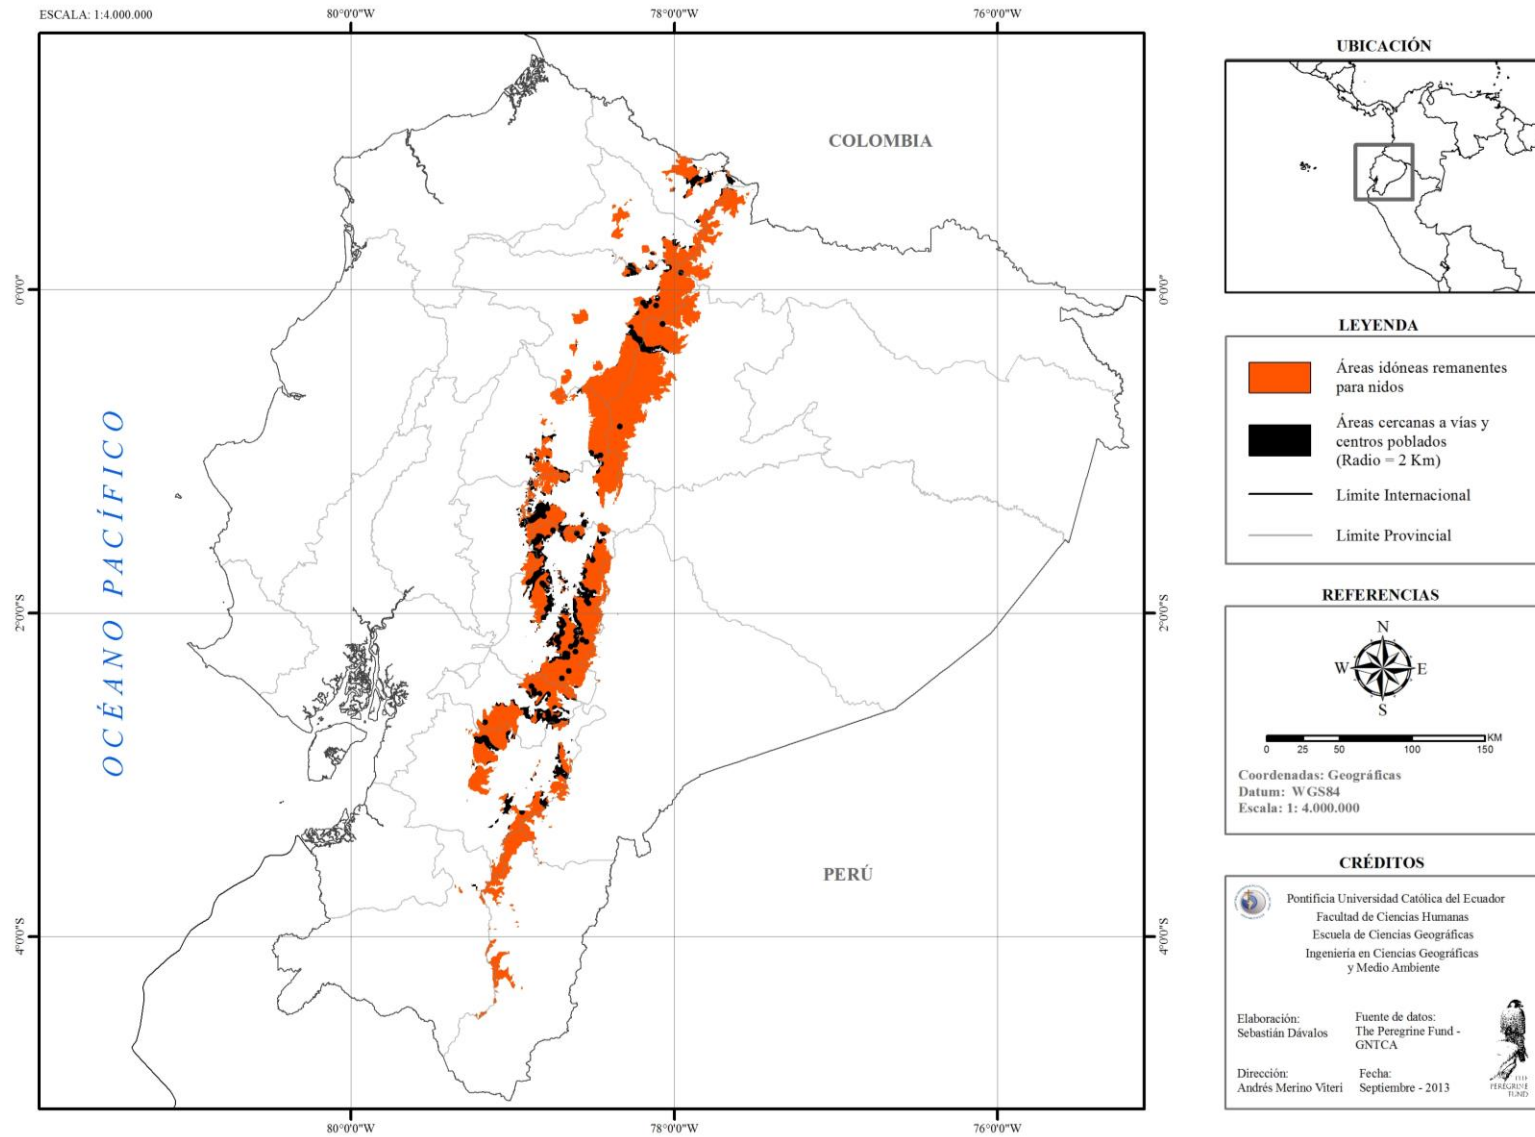 ESCALA: 1:4.000.000
80°0'0"W
78°0'0"W
76°0'0"W
COLOMBIA
0°0'0"
0°0'0"
OCÉANO PACÍFICO
2°0'0"S
2°0'0"S
PERÚ
4°0'0"S
4°0'0"S
80°0'0"W
78°0'0"W
76°0'0"W
UBICACIÓN
LEYENDA
Áreas idóneas remanentes
para nidos
Áreas cercanas a vías y
centros poblados
(Radio = 2 Km)
Límite Internacional
Límite Provincial
REFERENCIAS
N
W
E
S
KM
0 25 50 100 150
Coordenadas: Geográficas
Datum: WGS84
Escala: 1: 4.000.000
CRÉDITOS
Pontificia Universidad Católica del Ecuador
Facultad de Ciencias Humanas
Escuela de Ciencias Geográficas
Ingeniería en Ciencias Geográficas
y Medio Ambiente
Elaboración:
Sebastián Dávalos
Fuente de datos:
The Peregrine Fund -
GNTCA
Dirección:
Andrés Merino Viteri
Fecha:
Septiembre - 2013
THE
PEREGRINE
FUND